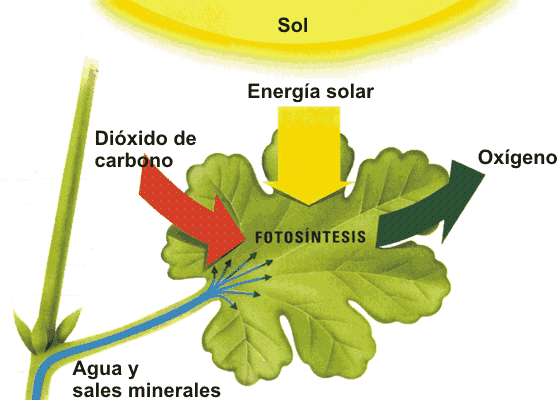 Sol
Energía solar
Dióxido de
carbono
Oxígeno
FOTOSÍNTESIS
Agua y
sales minerales